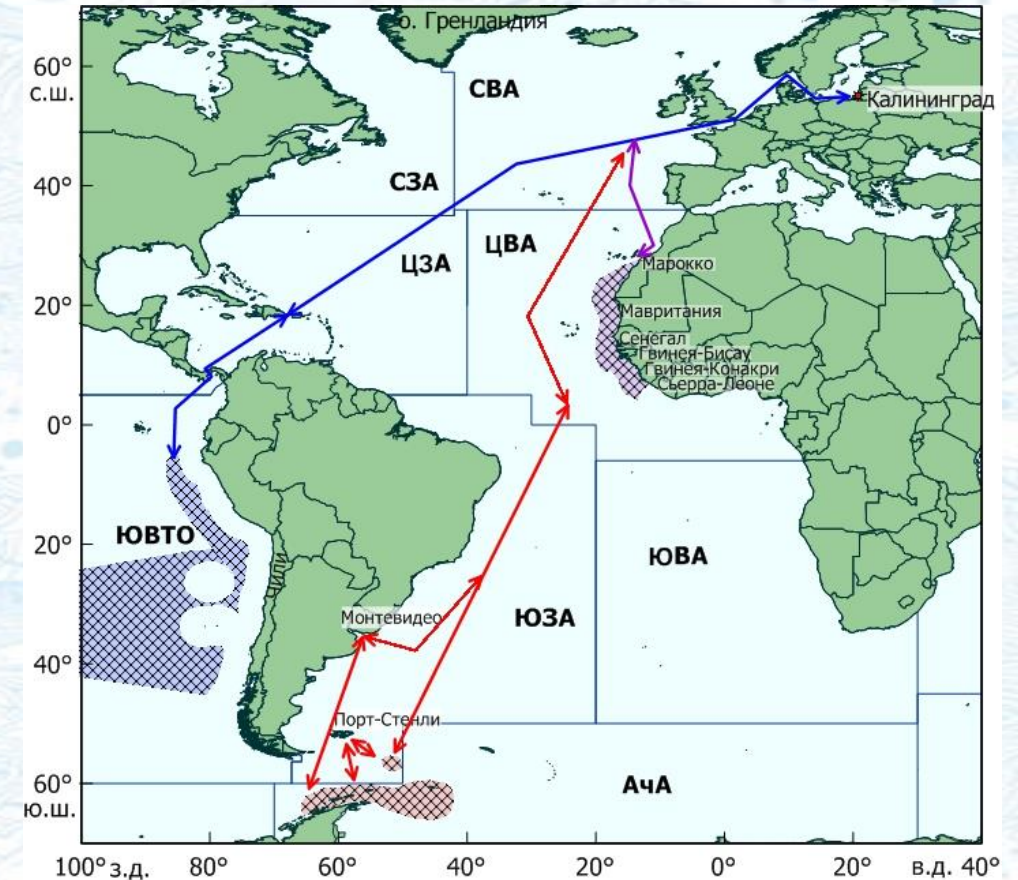 о. Гренландия
60°
с.ш.
СВА
Калининград
СЗА
40°
ЦВА
ЦЗА
Марокко
20°
Мавритания
Сенегал
Гвинея-Бисау
Гвинея-Конакри
Сьерра-Леоне
0°
ЮВТО
20°
ЮВА
ЧИЛИ
Монтевидео
ЮЗА
40°
Порт-Стенли
60°
АчА
ю.ш.
100° з.д. 80° 60° 40° 20° 0° 20° в.д. 40°